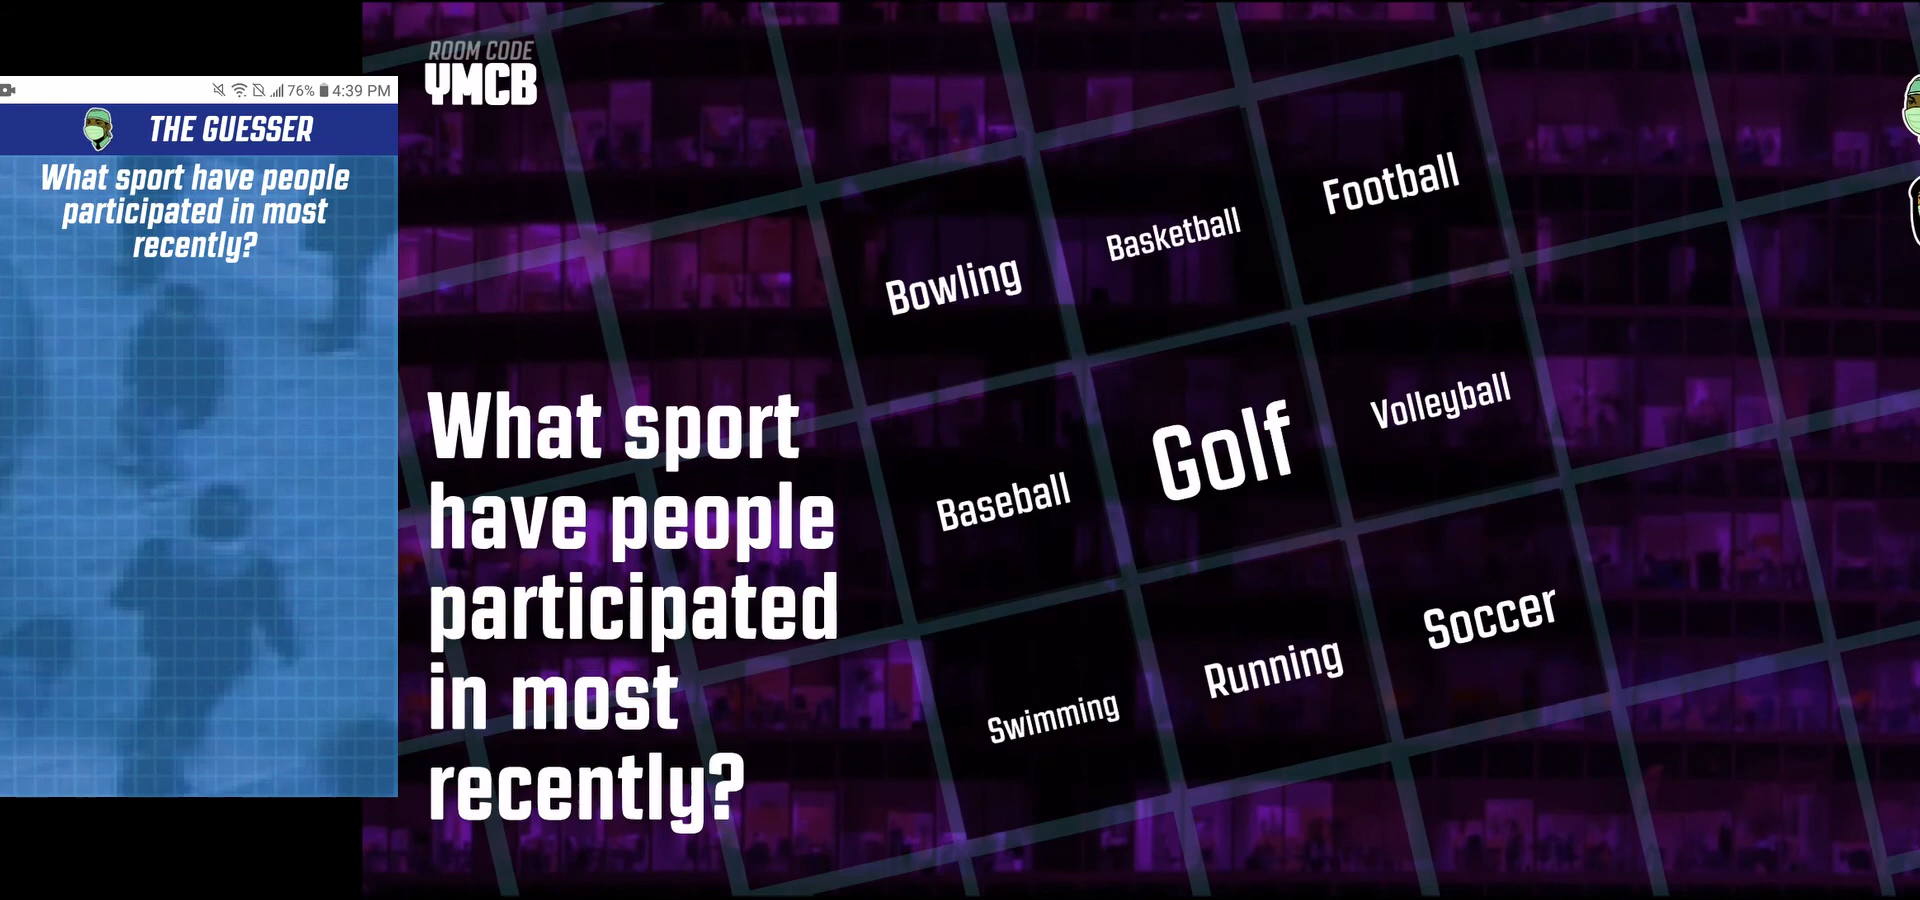 76% 4:39 PM
THE GUESSER
What sport have people
participated in most
recently?
ROOM CODE
YMCB
What sport
have people
participated
in most
recently?
Bowling
Basketball
Football
Baseball
Golf
Volleyball
Swimming
Running
Soccer